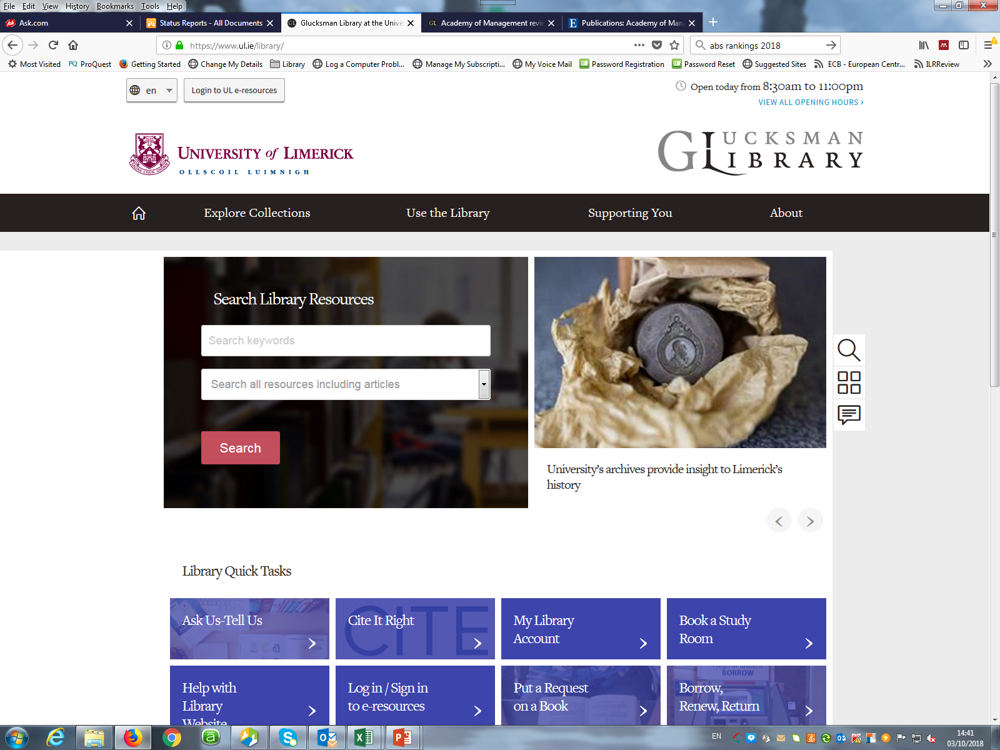 File Edit View History Bookmarks Tools Help
Ask.com
Status Reports - All Documents
Glucksman Library at the Unive
Academy of Management revi
Publications: Academy of Man
https://www.ul.ie/library/
abs rankings 2018
Most Visited
ProQuest
Getting Started
Change My Details
Library
Log a Computer Probl...
Manage My Subscripti...
My Voice Mail
Password Registration
Password Reset
Suggested Sites
ECB - European Centr...
ILRReview
en
Login to UL e-resources
Open today from 8:30am to 11:00pm
VIEW ALL OPENING HOURS ›
UNIVERSITY of LIMERICK
OLLSCOIL LUIMNIGH
GLUCKSMAN
LIBRARY
Explore Collections
Use the Library
Supporting You
About
Search Library Resources
Search keywords
Search all resources including articles
Search
University's archives provide insight to Limerick's
history
Library Quick Tasks
Ask Us-Tell Us
CITE
Cite It Right
My Library
Account
Book a Study
Room
Help with
Library
Website
Log in / Sign in
to e-resources
Put a Request
on a Book
BORROW
Borrow,
Renew, Return
EN
14:41
03/10/2018